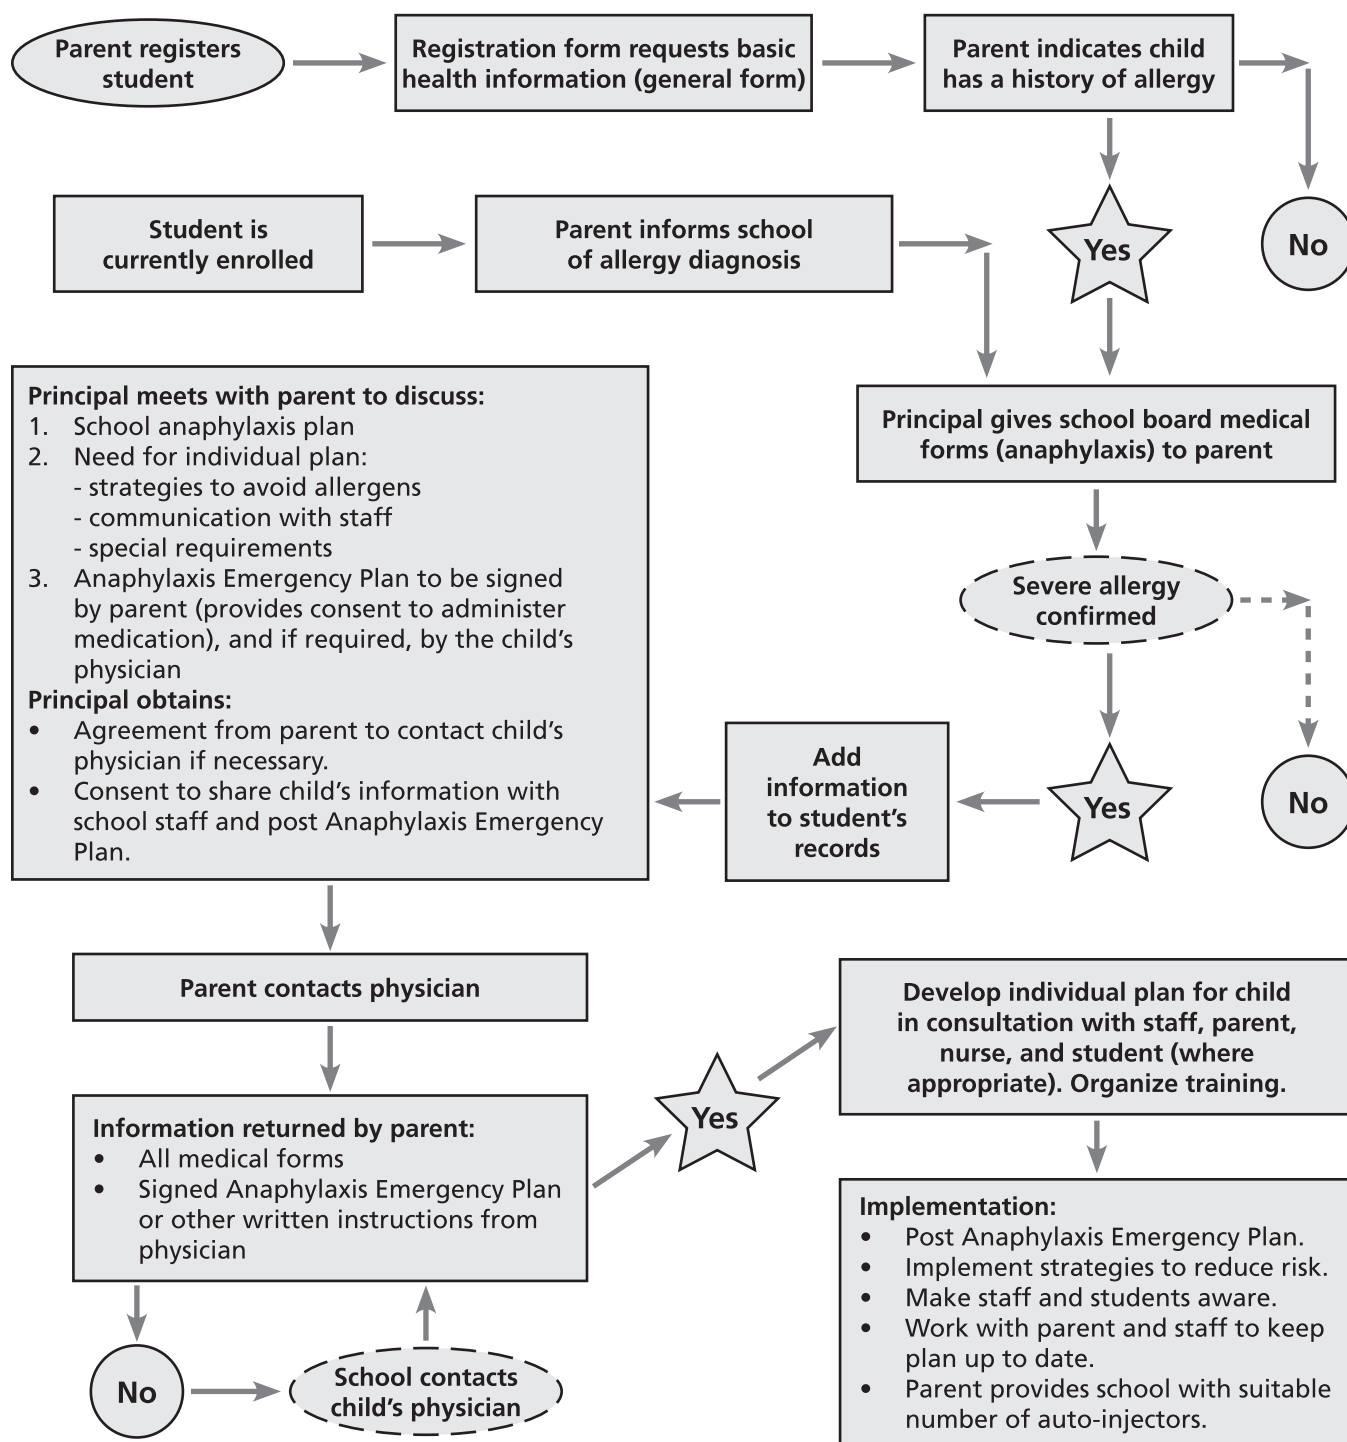 Parent registers
student
Registration form requests basic
health information (general form)
Parent indicates child
has a history of allergy
Yes
No
Student is
currently enrolled
Parent informs school
of allergy diagnosis
Principal gives school board medical
forms (anaphylaxis) to parent
Severe allergy
confirmed
Yes
No
Add
information
to student’s
records
Principal meets with parent to discuss:
1. School anaphylaxis plan
2. Need for individual plan:
- strategies to avoid allergens
- communication with staff
- special requirements
3. Anaphylaxis Emergency Plan to be signed
by parent (provides consent to administer
medication), and if required, by the child’s
physician
Principal obtains:
• Agreement from parent to contact child’s
physician if necessary.
• Consent to share child’s information with
school staff and post Anaphylaxis Emergency
Plan.
Parent contacts physician
Information returned by parent:
• All medical forms
• Signed Anaphylaxis Emergency Plan
or other written instructions from
physician
No
School contacts
child’s physician
Yes
Develop individual plan for child
in consultation with staff, parent,
nurse, and student (where
appropriate). Organize training.
Implementation:
• Post Anaphylaxis Emergency Plan.
• Implement strategies to reduce risk.
• Make staff and students aware.
• Work with parent and staff to keep
plan up to date.
• Parent provides school with suitable
number of auto-injectors.